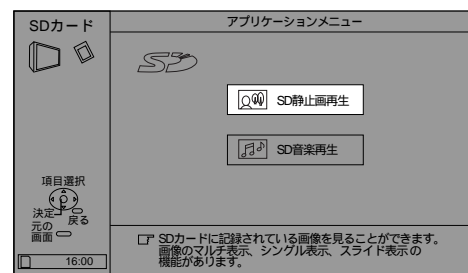 SDカード
アプリケーションメニュー
SD
SD静止画再生
SD音楽再生
項目選択
決定
戻る
元の
画面
16:00
SDカードに記録されている画像を見ることができます。
画像のマルチ表示、シングル表示、スライド表示の
機能があります。